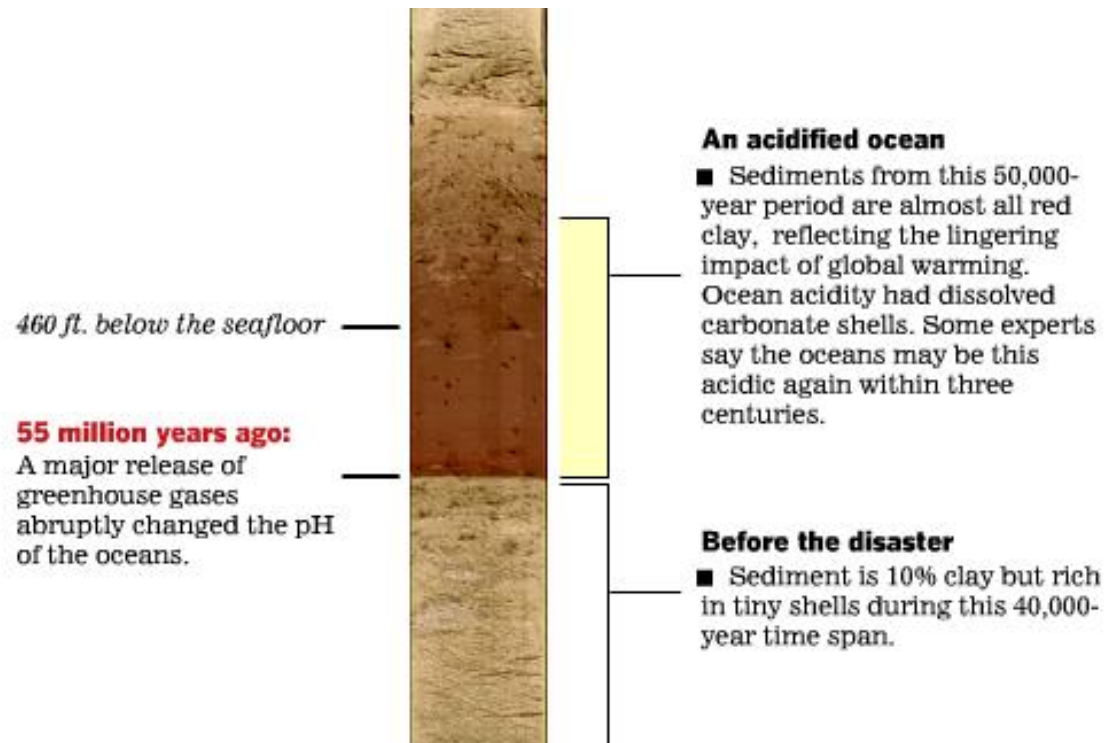 An acidified ocean
■ Sediments from this 50,000-
year period are almost all red
clay, reflecting the lingering
impact of global warming.
Ocean acidity had dissolved
carbonate shells. Some experts
say the oceans may be this
acidic again within three
centuries.
460 ft. below the seafloor
55 million years ago:
A major release of
greenhouse gases
abruptly changed the pH
of the oceans.
Before the disaster
■ Sediment is 10% clay but rich
in tiny shells during this 40,000-
year time span.